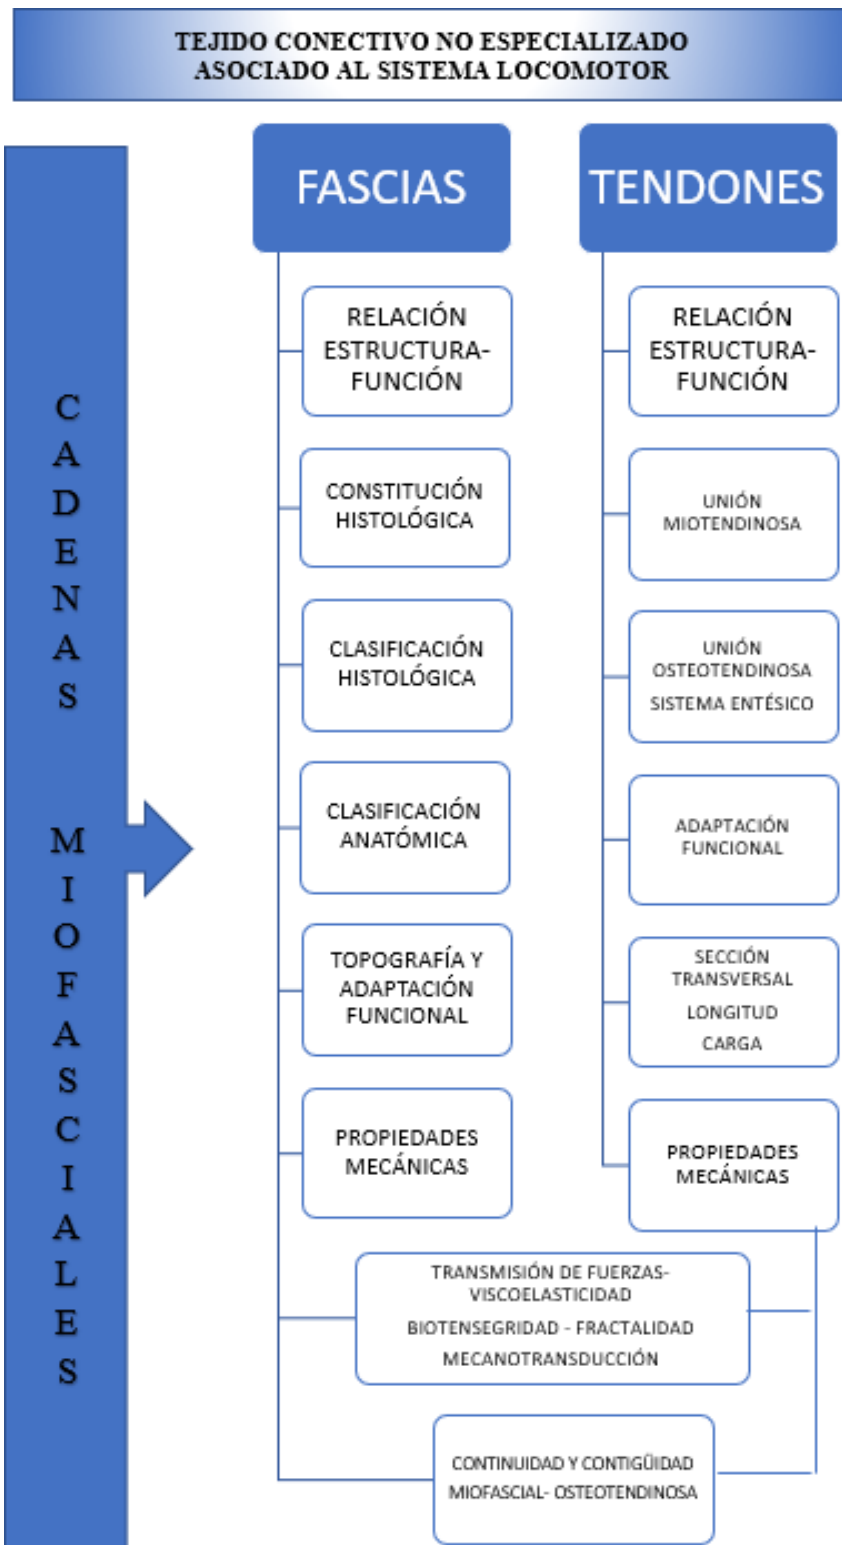 TEJIDO CONECTIVO NO ESPECIALIZADO
ASOCIADO AL SISTEMA LOCOMOTOR
CADENAS MIOFASCIALES
FASCIAS
RELACIÓN
ESTRUCTURA-
FUNCIÓN
CONSTITUCIÓN
HISTOLÓGICA
CLASIFICACIÓN
HISTOLÓGICA
CLASIFICACIÓN
ANATÓMICA
TOPOGRAFÍA Y
ADAPTACIÓN
FUNCIONAL
PROPIEDADES
MECÁNICAS
TENDONES
RELACIÓN
ESTRUCTURA-
FUNCIÓN
UNIÓN
MIOTENDINOSA
UNIÓN
OSTEOTENDINOSA
SISTEMA ENTÉSICO
ADAPTACIÓN
FUNCIONAL
SECCIÓN
TRANSVERSAL
LONGITUD
CARGA
PROPIEDADES
MECÁNICAS
TRANSMISIÓN DE FUERZAS-
VISCOELASTICIDAD
BIOTENSEGRIDAD - FRACTALIDAD
MECANOTRANSDUCCIÓN
CONTINUIDAD Y CONTIGÜIDAD
MIOFASCIAL- OSTEOTENDINOSA